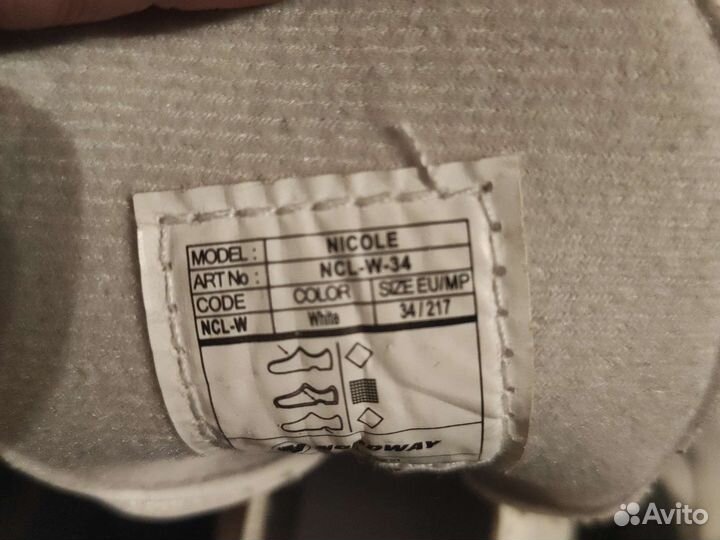 MODEL : NICOLE
ART No : NCL-W-34
CODE COLOR SIZE EU/MP
NCL-W White 34 / 217
Avito